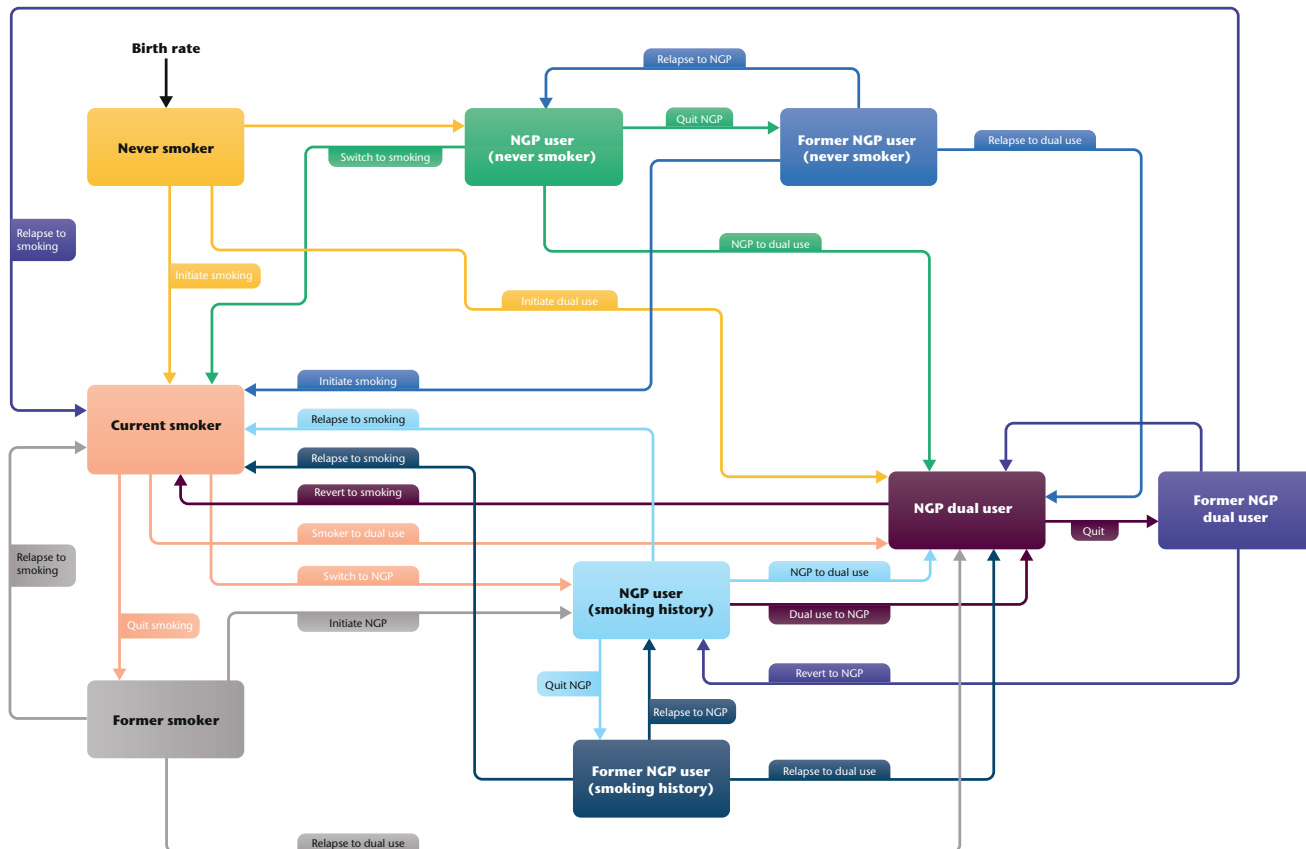 Birth rate
Relapse to NGP
Never smoker
NGP user
(never smoker)
Quit NGP
Former NGP user
(never smoker)
Relapse to dual use
Switch to smoking
Relapse to
smoking
NGP to dual use
Initiate smoking
Initiate dual use
Initiate smoking
Current smoker
Relapse to smoking
Relapse to smoking
Revert to smoking
NGP dual user
Former NGP
dual user
Quit
Smoker to dual use
Relapse to
smoking
Switch to NGP
NGP user
(smoking history)
NGP to dual use
Dual use to NGP
Initiate NGP
Quit smoking
Revert to NGP
Quit NGP
Relapse to NGP
Former smoker
Former NGP user
(smoking history)
Relapse to dual use
Relapse to dual use